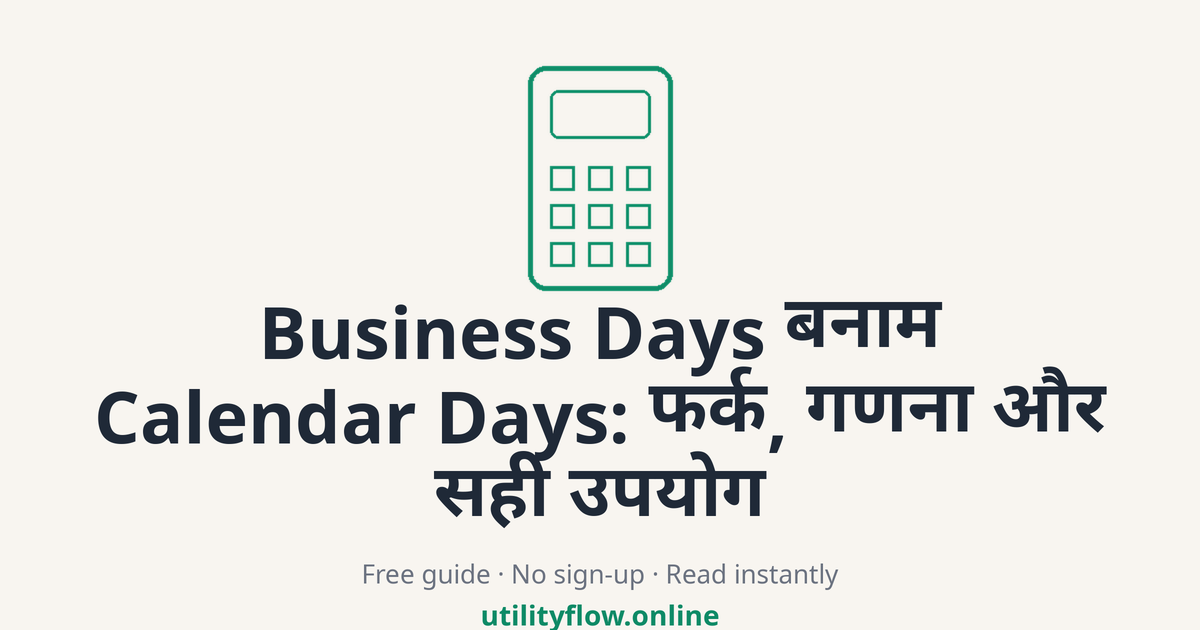 Business Days बनाम
Calendar Days: फर्क, गणना और
सही उपयोग
Free guide · No sign-up · Read instantly
utilityflow.online